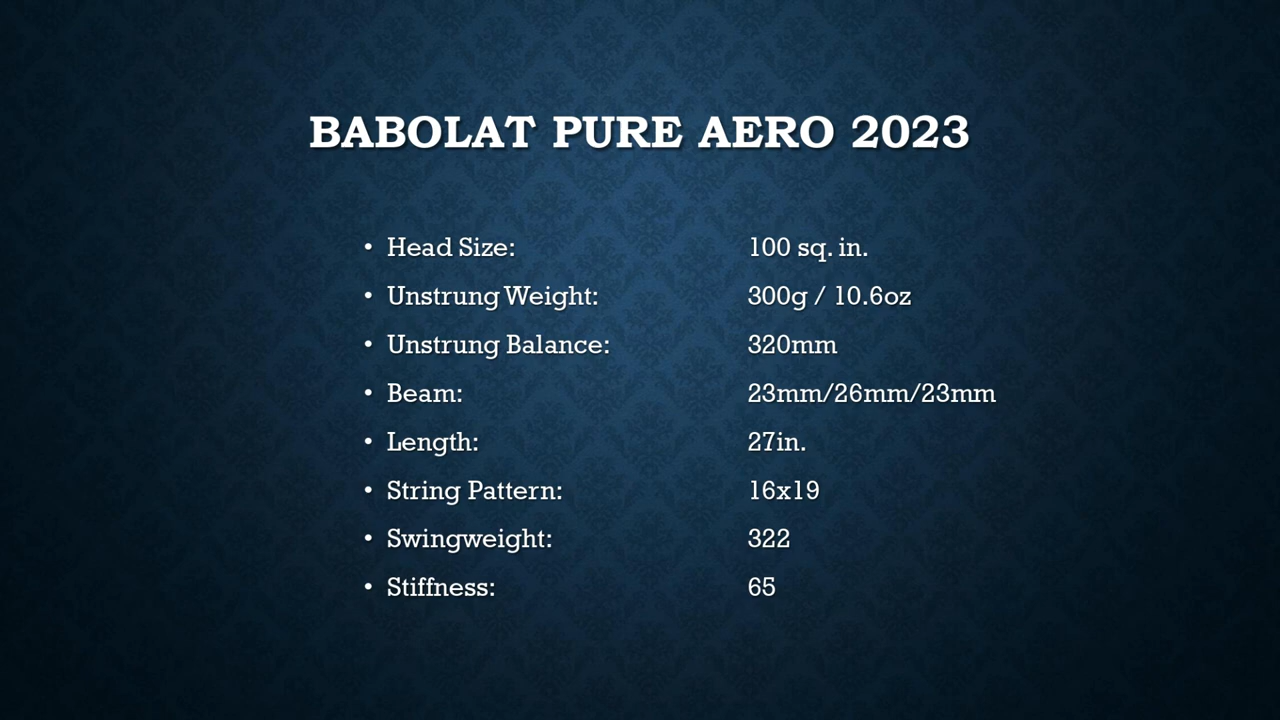 BABOLAT PURE AERO 2023
• Head Size: 100 sq. in.
• Unstrung Weight: 300g / 10.6oz
• Unstrung Balance: 320mm
• Beam: 23mm/26mm/23mm
• Length: 27in.
• String Pattern: 16x19
• Swingweight: 322
• Stiffness: 65